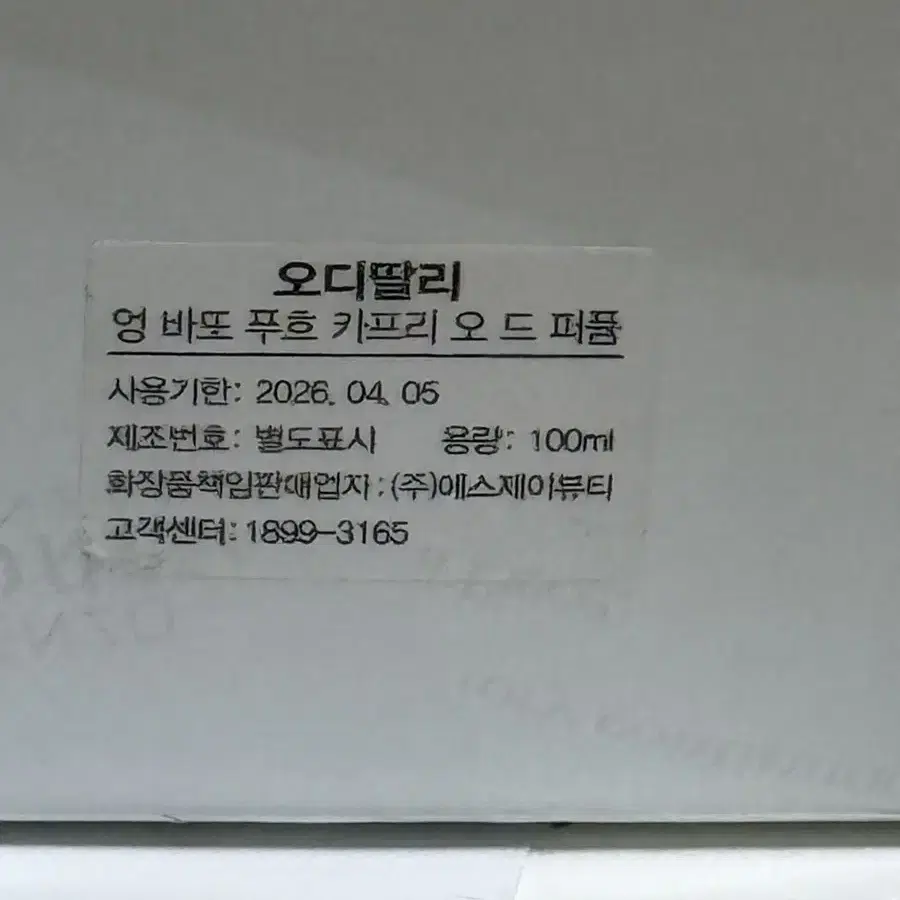 오디딸리
엉 바또 푸흐 카프리 오 드 퍼퓸
사용기한: 2026. 04. 05
제조번호: 별도표시 용량: 100ml
화장품책임판매업자: (주)에스제이뷰티
고객센터: 1899-3165